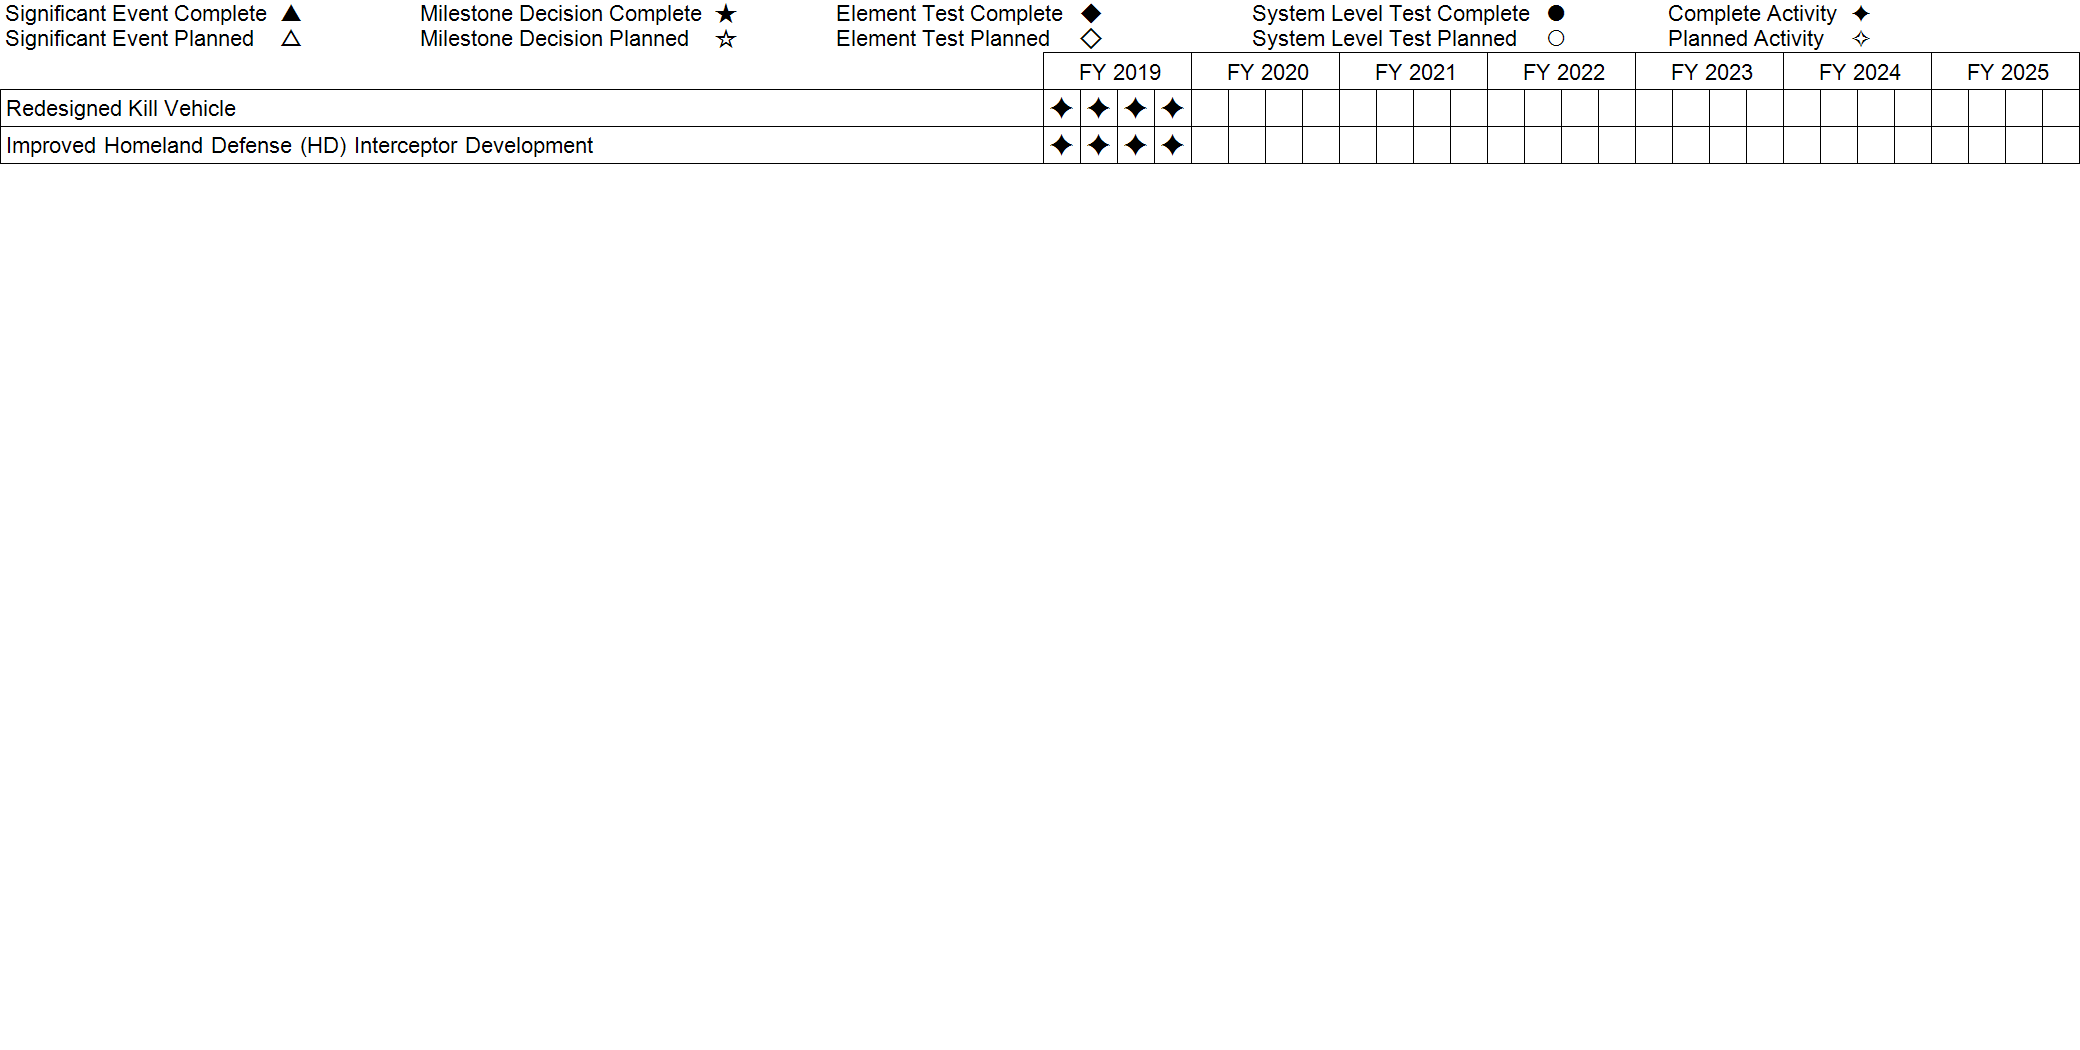 Significant Event Complete ▲ Milestone Decision Complete ★ Element Test Complete ◆ System Level Test Complete ● Complete Activity ✦
Significant Event Planned △ Milestone Decision Planned ☆ Element Test Planned ◇ System Level Test Planned ○ Planned Activity ✧
FY 2019 FY 2020 FY 2021 FY 2022 FY 2023 FY 2024 FY 2025
Redesigned Kill Vehicle ✦ ✦ ✦ ✦
Improved Homeland Defense (HD) Interceptor Development ✦ ✦ ✦ ✦